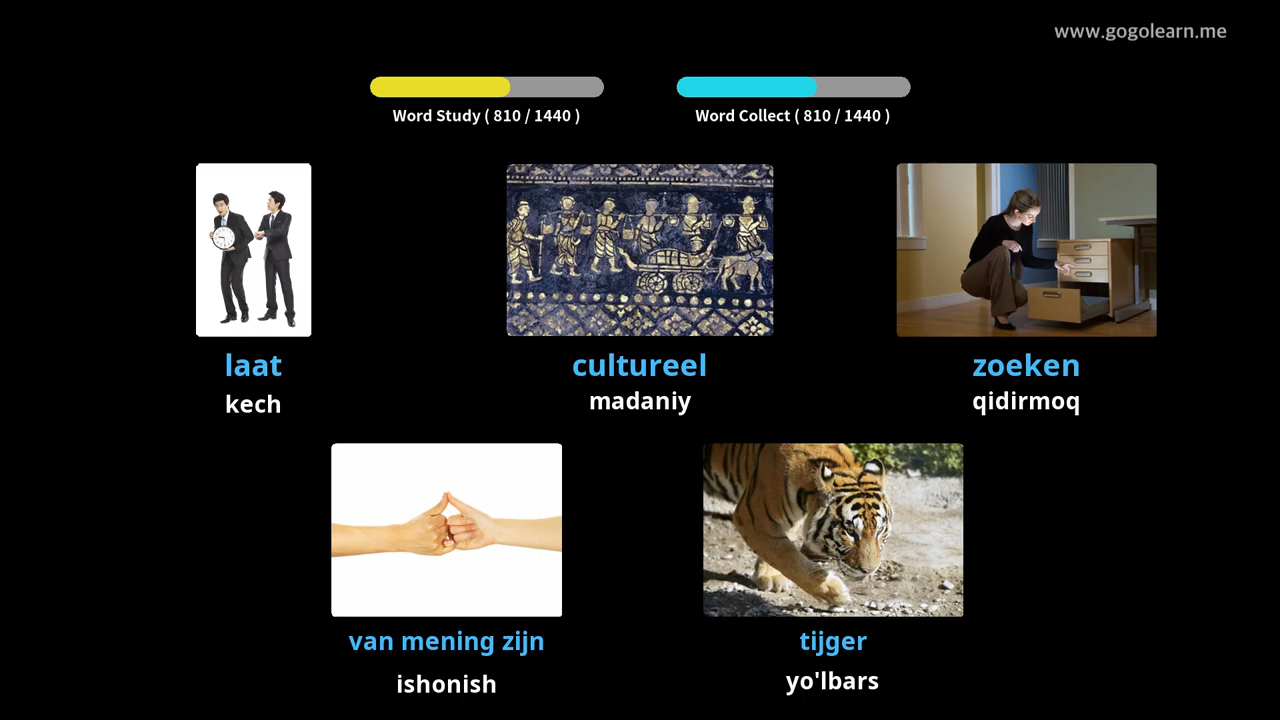 www.gogolearn.me
Word Study ( 810 / 1440 )
Word Collect ( 810 / 1440 )
laat
kech
cultureel
madaniy
zoeken
qidirmoq
van mening zijn
ishonish
tijger
yo'lbars